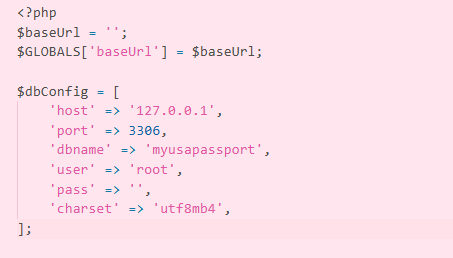 <?php
$baseUrl = '';
$GLOBALS['baseUrl'] = $baseUrl;

$dbConfig = [
    'host' => '127.0.0.1',
    'port' => 3306,
    'dbname' => 'myusapassport',
    'user' => 'root',
    'pass' => '',
    'charset' => 'utf8mb4',
];